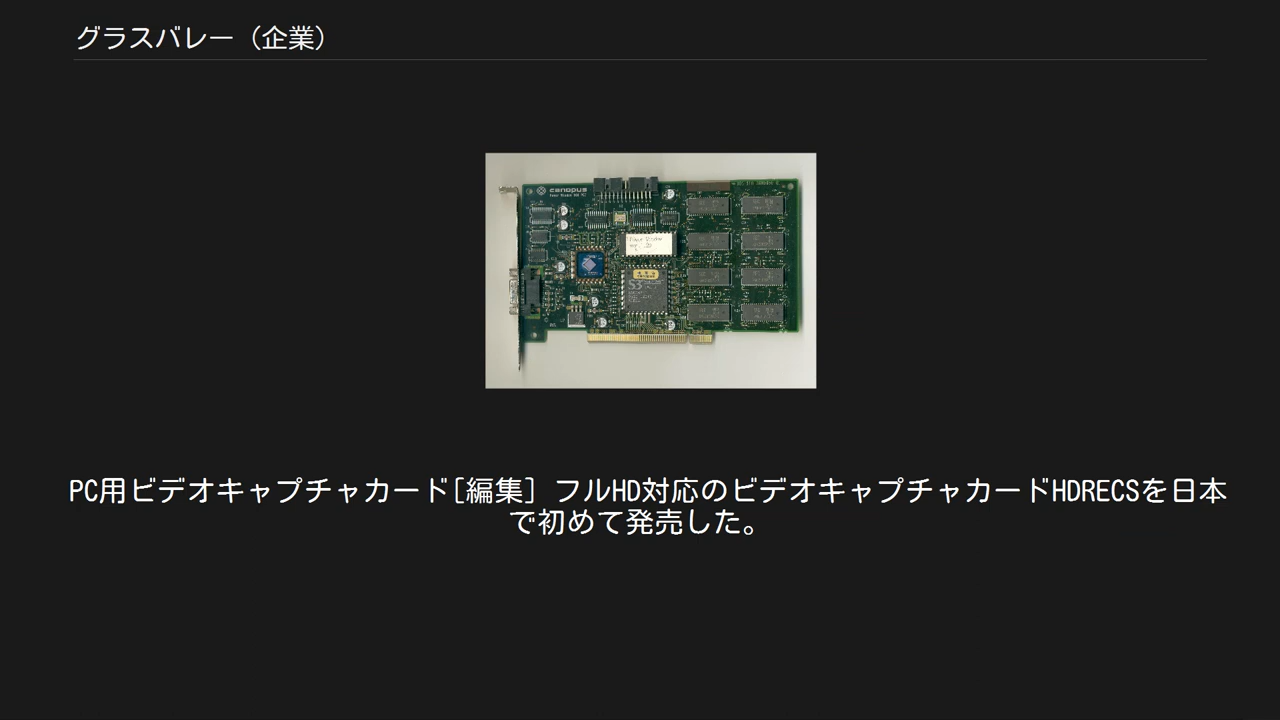 グラスバレー（企業）
canopus
S3
PC用ビデオキャプチャカード[編集] フルHD対応のビデオキャプチャカードHDRECSを日本
で初めて発売した。